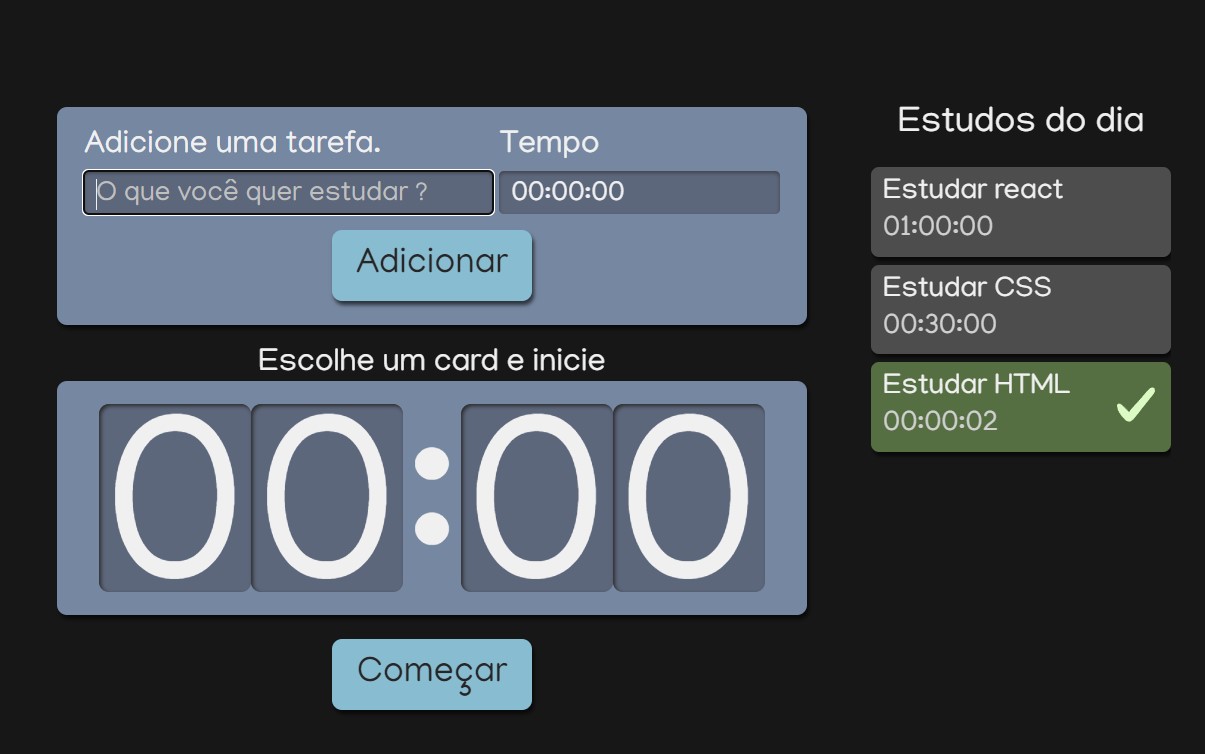 Adicione uma tarefa.
Tempo
O que você quer estudar ?
00:00:00
Adicionar
Escolhe um card e inicie
00:00
Começar
Estudos do dia
Estudar react
01:00:00
Estudar CSS
00:30:00
Estudar HTML
00:00:02